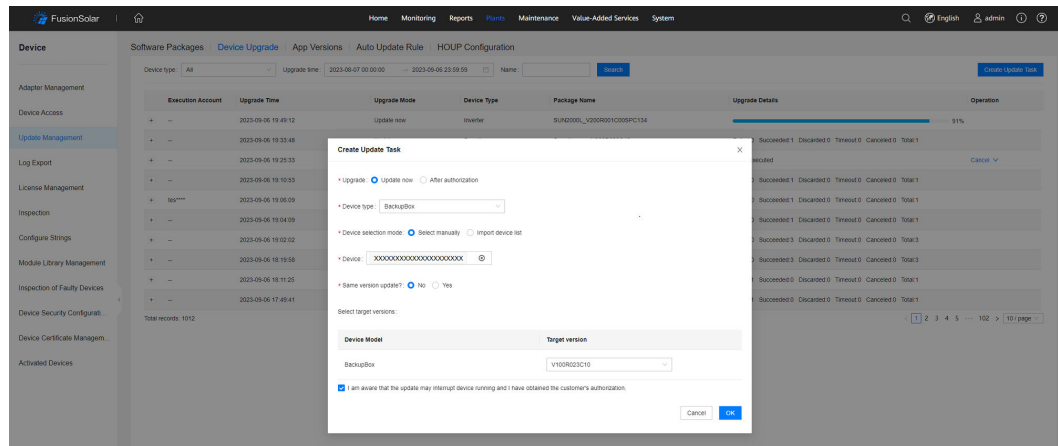 FusionSolar
Home Monitoring Reports Plants Maintenance Value-Added Services System
English admin
Device
Software Packages Device Upgrade App Versions Auto Update Rule HOUP Configuration
Device type: All Upgrade time: 2023-08-07 00:00:00 → 2023-09-06 23:59:59 Name: Search Create Update Task
Adapter Management
Device Access
Update Management
Log Export
License Management
Inspection
Configure Strings
Module Library Management
Inspection of Faulty Devices
Device Security Configurati...
Device Certificate Managem...
Activated Devices
Execution Account Upgrade Time Upgrade Mode Device Type Package Name Upgrade Details Operation
+ -- 2023-09-06 19:49:12 Update now Inverter SUN2000L_V200R001C00SPC134 91%
+ -- 2023-09-06 19:33:48 Succeeded:1 Discarded:0 Timeout:0 Canceled:0 Total:1
+ -- 2023-09-06 19:25:33 Cancel
+ -- 2023-09-06 19:10:53 Succeeded:1 Discarded:0 Timeout:0 Canceled:0 Total:1
+ tes**** 2023-09-06 19:06:09 Succeeded:1 Discarded:0 Timeout:0 Canceled:0 Total:1
+ -- 2023-09-06 19:04:09 Succeeded:1 Discarded:0 Timeout:0 Canceled:0 Total:1
+ -- 2023-09-06 19:02:02 Succeeded:3 Discarded:0 Timeout:0 Canceled:0 Total:3
+ -- 2023-09-06 18:19:58 Succeeded:3 Discarded:0 Timeout:0 Canceled:0 Total:3
+ -- 2023-09-06 18:11:25 Succeeded:0 Discarded:0 Timeout:0 Canceled:0 Total:1
+ -- 2023-09-06 17:49:41 Succeeded:0 Discarded:0 Timeout:0 Canceled:0 Total:1
Total records: 1012 < 1 2 3 4 5 ··· 102 > 10 / page
Create Update Task
* Upgrade: Update now After authorization
* Device type: BackupBox
* Device selection mode: Select manually Import device list
* Device: XXXXXXXXXXXXXXXXXXXXX
* Same version update?: No Yes
Select target versions :
Device Model Target version
BackupBox V100R023C10
I am aware that the update may interrupt device running and I have obtained the customer's authorization.
Cancel OK